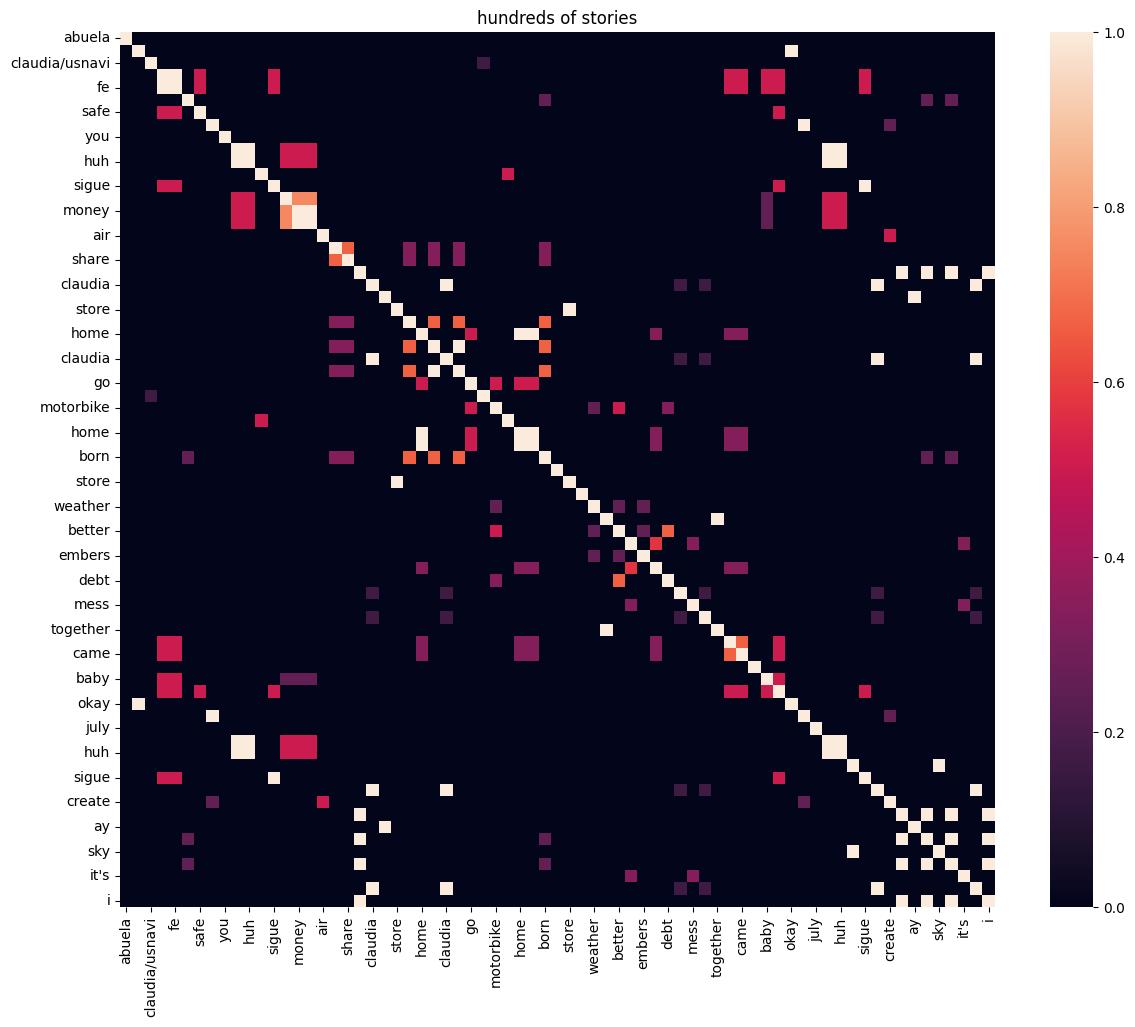 hundreds of stories
abuela
claudia/usnavi
fe
safe
you
huh
sigue
money
air
share
claudia
store
home
claudia
go
motorbike
home
born
store
weather
better
embers
debt
mess
together
came
baby
okay
july
huh
sigue
create
ay
sky
it's
i
abuela
claudia/usnavi
fe
safe
you
huh
sigue
money
air
share
claudia
store
home
claudia
go
motorbike
home
born
store
weather
better
embers
debt
mess
together
came
baby
okay
july
huh
sigue
create
ay
sky
it's
i
1.0
0.8
0.6
0.4
0.2
0.0